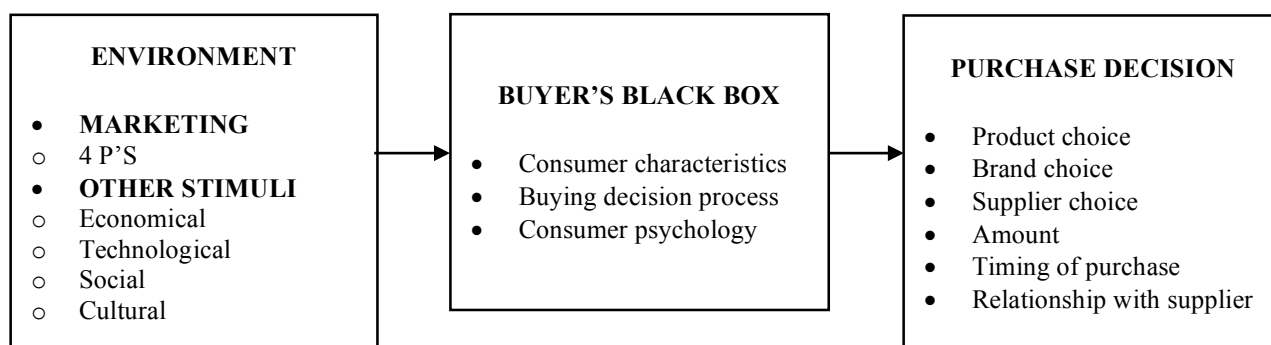 ENVIRONMENT
• MARKETING
o 4 P’S
• OTHER STIMULI
o Economical
o Technological
o Social
o Cultural
BUYER’S BLACK BOX
• Consumer characteristics
• Buying decision process
• Consumer psychology
PURCHASE DECISION
• Product choice
• Brand choice
• Supplier choice
• Amount
• Timing of purchase
• Relationship with supplier